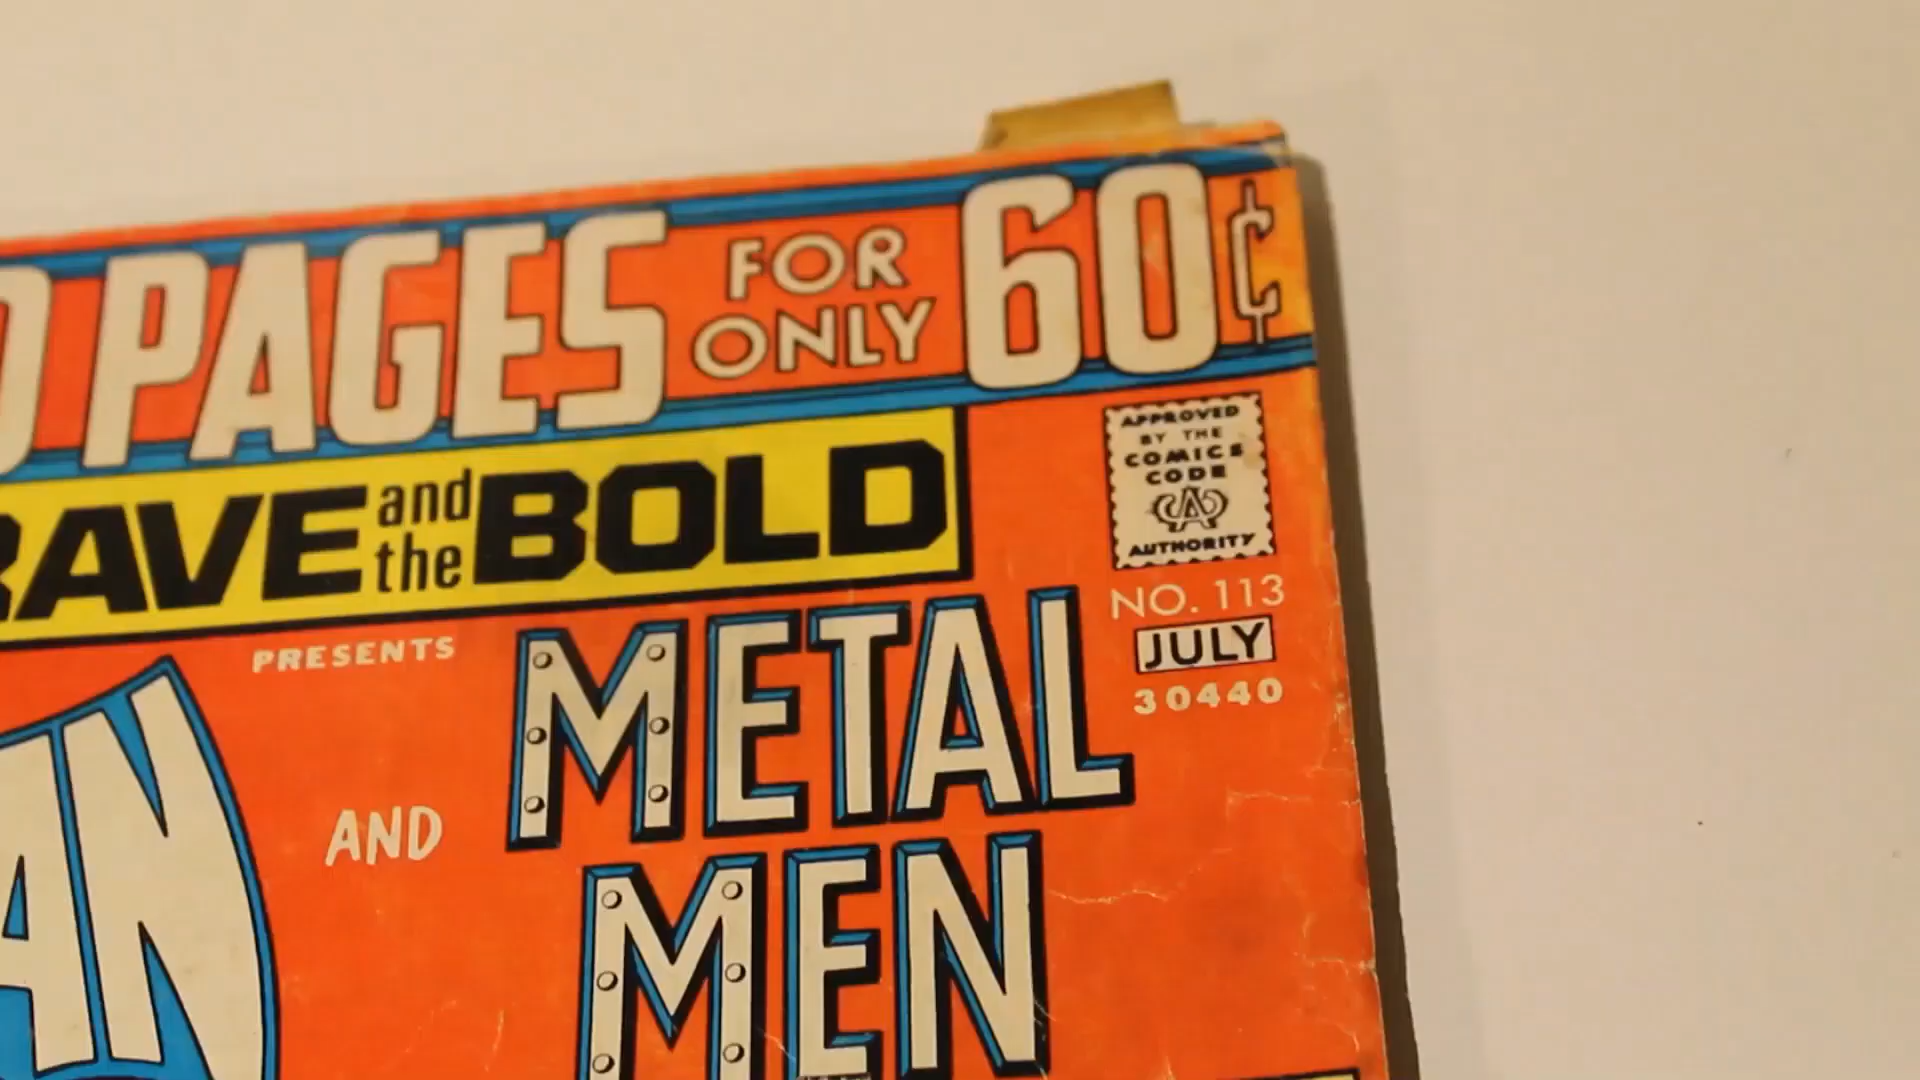 PAGES FOR ONLY 60¢
RAVE and the BOLD
APPROVED
BY THE
COMICS
CODE
CA
AUTHORITY
NO. 113
JULY
30440
PRESENTS
AN AND METAL
MEN